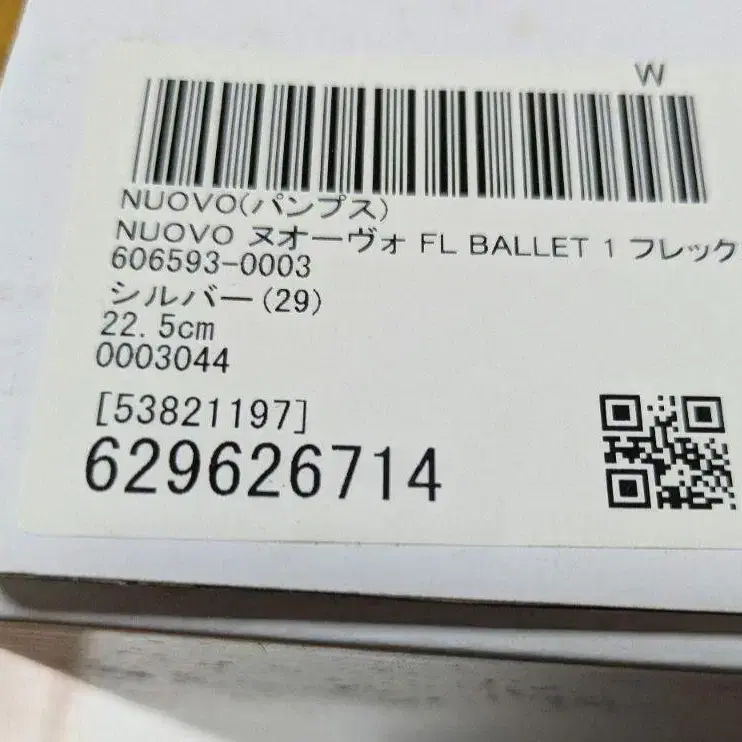 W
NUOVO(パンプス)
NUOVO ヌオーヴォ FL BALLET 1 フレック
606593-0003
シルバー(29)
22.5cm
0003044
[53821197]
629626714